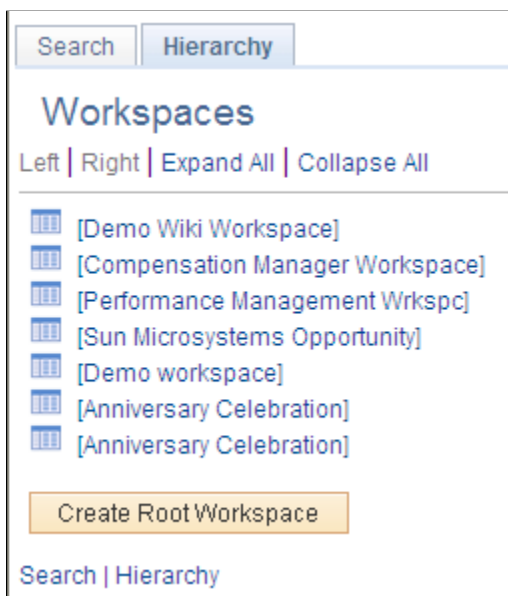 Search Hierarchy
Workspaces
Left | Right | Expand All | Collapse All
[Demo Wiki Workspace]
[Compensation Manager Workspace]
[Performance Management Wrkspc]
[Sun Microsystems Opportunity]
[Demo workspace]
[Anniversary Celebration]
[Anniversary Celebration]
Create Root Workspace
Search | Hierarchy